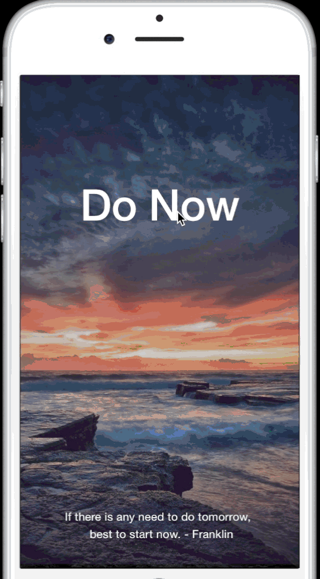 Do Now
If there is any need to do tomorrow,
best to start now. - Franklin